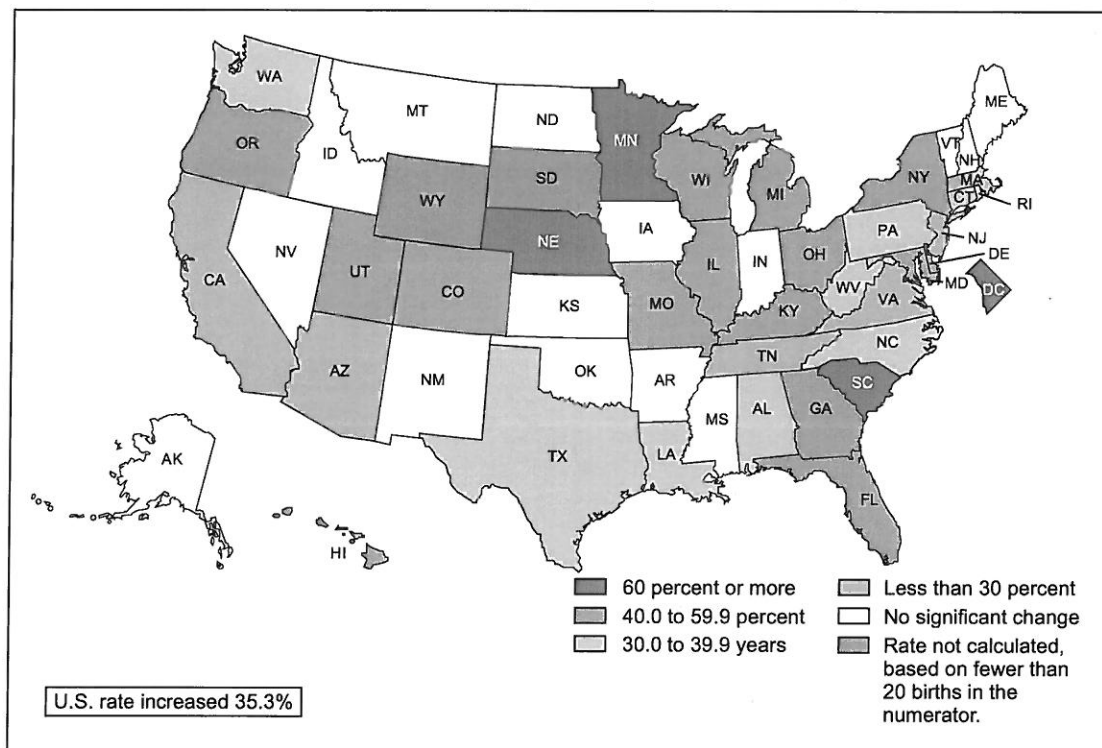 WA
MT
ND
MN
ME
VT
NH
OR
ID
WY
SD
WI
MI
NY
MA
CT
RI
NV
UT
CO
NE
IA
IL
IN
OH
PA
NJ
DE
MD
DC
CA
AZ
NM
KS
MO
KY
WV
VA
OK
AR
TN
NC
SC
TX
LA
MS
AL
GA
FL
AK
HI
60 percent or more
40.0 to 59.9 percent
30.0 to 39.9 years
Less than 30 percent
No significant change
Rate not calculated,
based on fewer than
20 births in the
numerator.
U.S. rate increased 35.3%